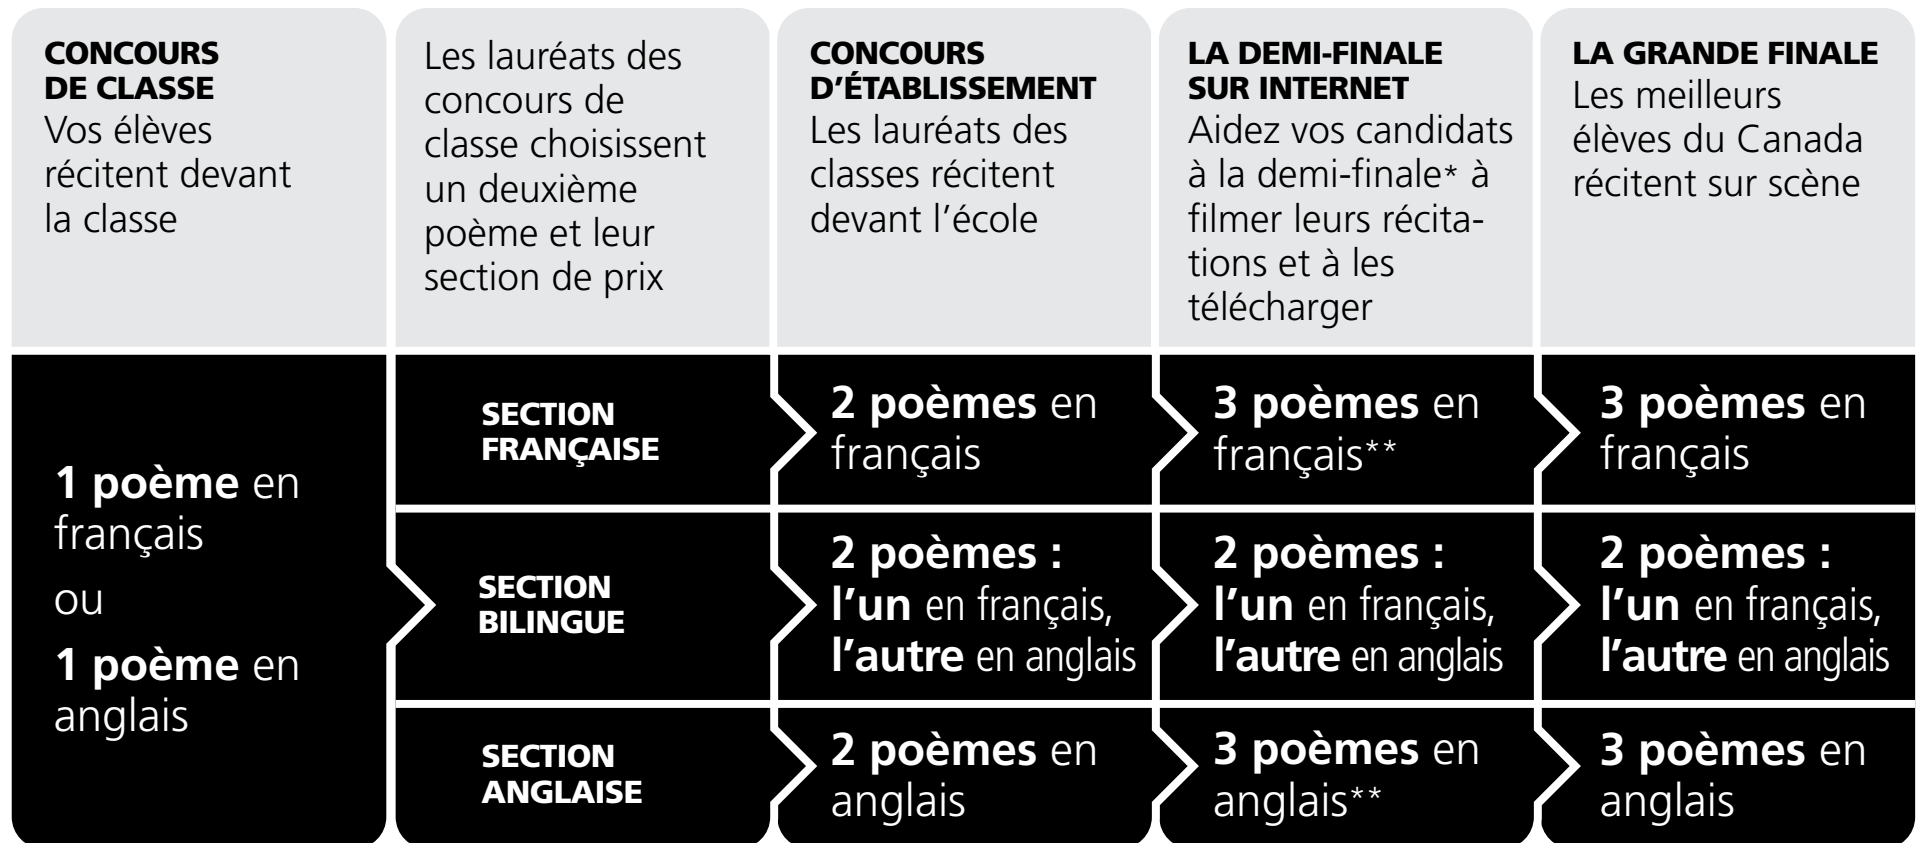 CONCOURS
DE CLASSE
Vos élèves
récitent devant
la classe
Les lauréats des
concours de
classe choisissent
un deuxième
poème et leur
section de prix
CONCOURS
D’ÉTABLISSEMENT
Les lauréats des
classes récitent
devant l’école
LA DEMI-FINALE
SUR INTERNET
Aidez vos candidats
à la demi-finale* à
filmer leurs récita-
tions et à les
télécharger
LA GRANDE FINALE
Les meilleurs
élèves du Canada
récitent sur scène
1 poème en
français
ou
1 poème en
anglais
SECTION
FRANÇAISE
2 poèmes en
français
3 poèmes en
français**
3 poèmes en
français
SECTION
BILINGUE
2 poèmes :
l’un en français,
l’autre en anglais
2 poèmes :
l’un en français,
l’autre en anglais
2 poèmes :
l’un en français,
l’autre en anglais
SECTION
ANGLAISE
2 poèmes en
anglais
3 poèmes en
anglais**
3 poèmes en
anglais